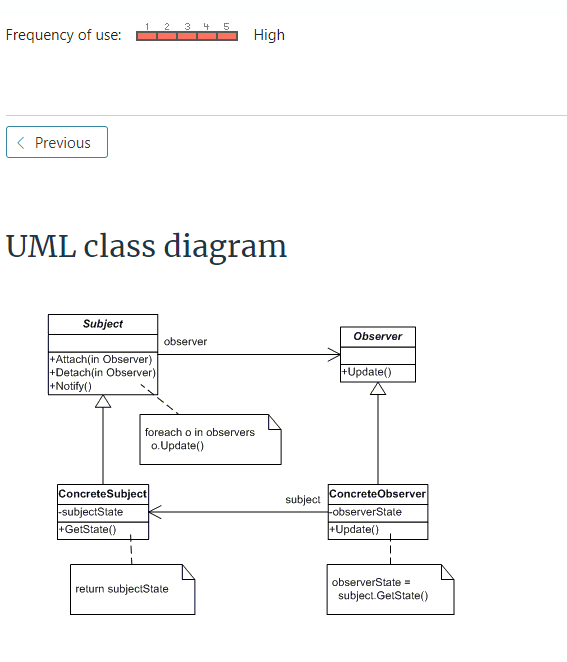 1 2 3 4 5
Frequency of use: High
Previous
UML class diagram
Subject
+Attach(in Observer)
+Detach(in Observer)
+Notify()
observer
Observer
+Update()
foreach o in observers
o.Update()
ConcreteSubject
-subjectState
+GetState()
subject
ConcreteObserver
-observerState
+Update()
return subjectState
observerState =
subject.GetState()